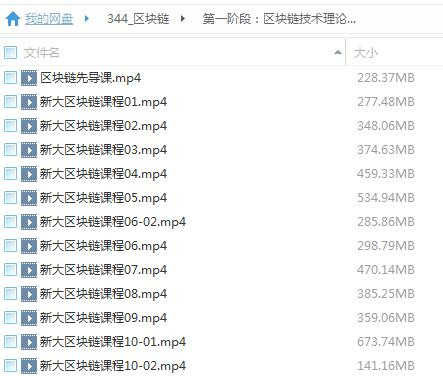 我的网盘 344_区块链 第一阶段：区块链技术理论...
文件名 大小
区块链先导课.mp4 228.37MB
新大区块链课程01.mp4 277.48MB
新大区块链课程02.mp4 348.06MB
新大区块链课程03.mp4 374.63MB
新大区块链课程04.mp4 459.33MB
新大区块链课程05.mp4 534.94MB
新大区块链课程06-02.mp4 285.86MB
新大区块链课程06.mp4 298.79MB
新大区块链课程07.mp4 470.14MB
新大区块链课程08.mp4 385.25MB
新大区块链课程09.mp4 359.06MB
新大区块链课程10-01.mp4 673.74MB
新大区块链课程10-02.mp4 141.16MB